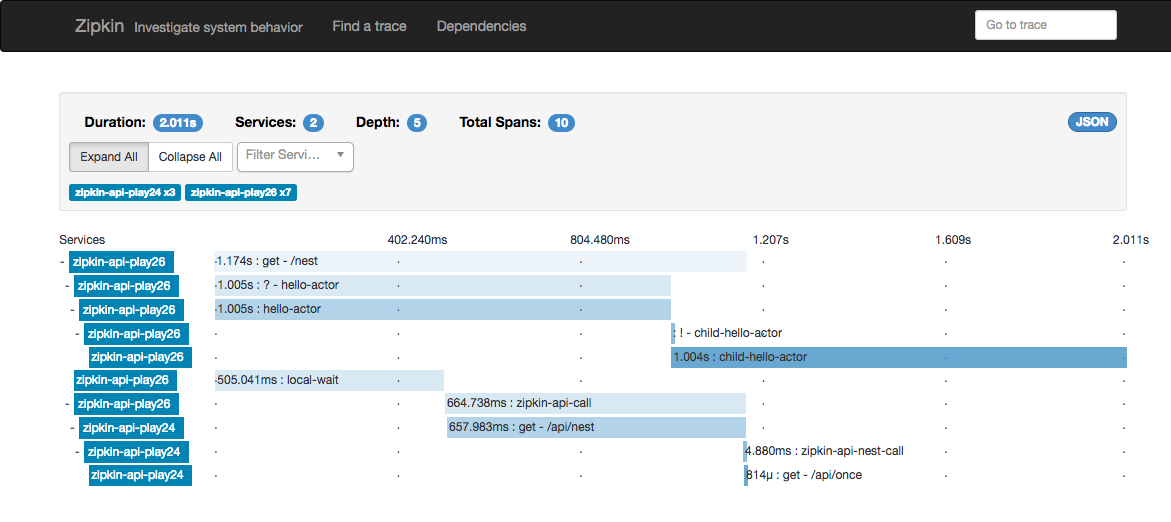 Zipkin Investigate system behavior Find a trace Dependencies Go to trace
Duration: 2.011s Services: 2 Depth: 5 Total Spans: 10 JSON
Expand All Collapse All Filter Servi...
zipkin-api-play24 x3 zipkin-api-play26 x7
Services 402.240ms 804.480ms 1.207s 1.609s 2.011s
- zipkin-api-play26 1.174s : get - /nest
- zipkin-api-play26 1.005s : ? - hello-actor
- zipkin-api-play26 1.005s : hello-actor
- zipkin-api-play26 : ! - child-hello-actor
zipkin-api-play26 1.004s : child-hello-actor
zipkin-api-play26 505.041ms : local-wait
- zipkin-api-play26 664.738ms : zipkin-api-call
- zipkin-api-play24 657.983ms : get - /api/nest
- zipkin-api-play24 4.880ms : zipkin-api-nest-call
zipkin-api-play24 814μ : get - /api/once